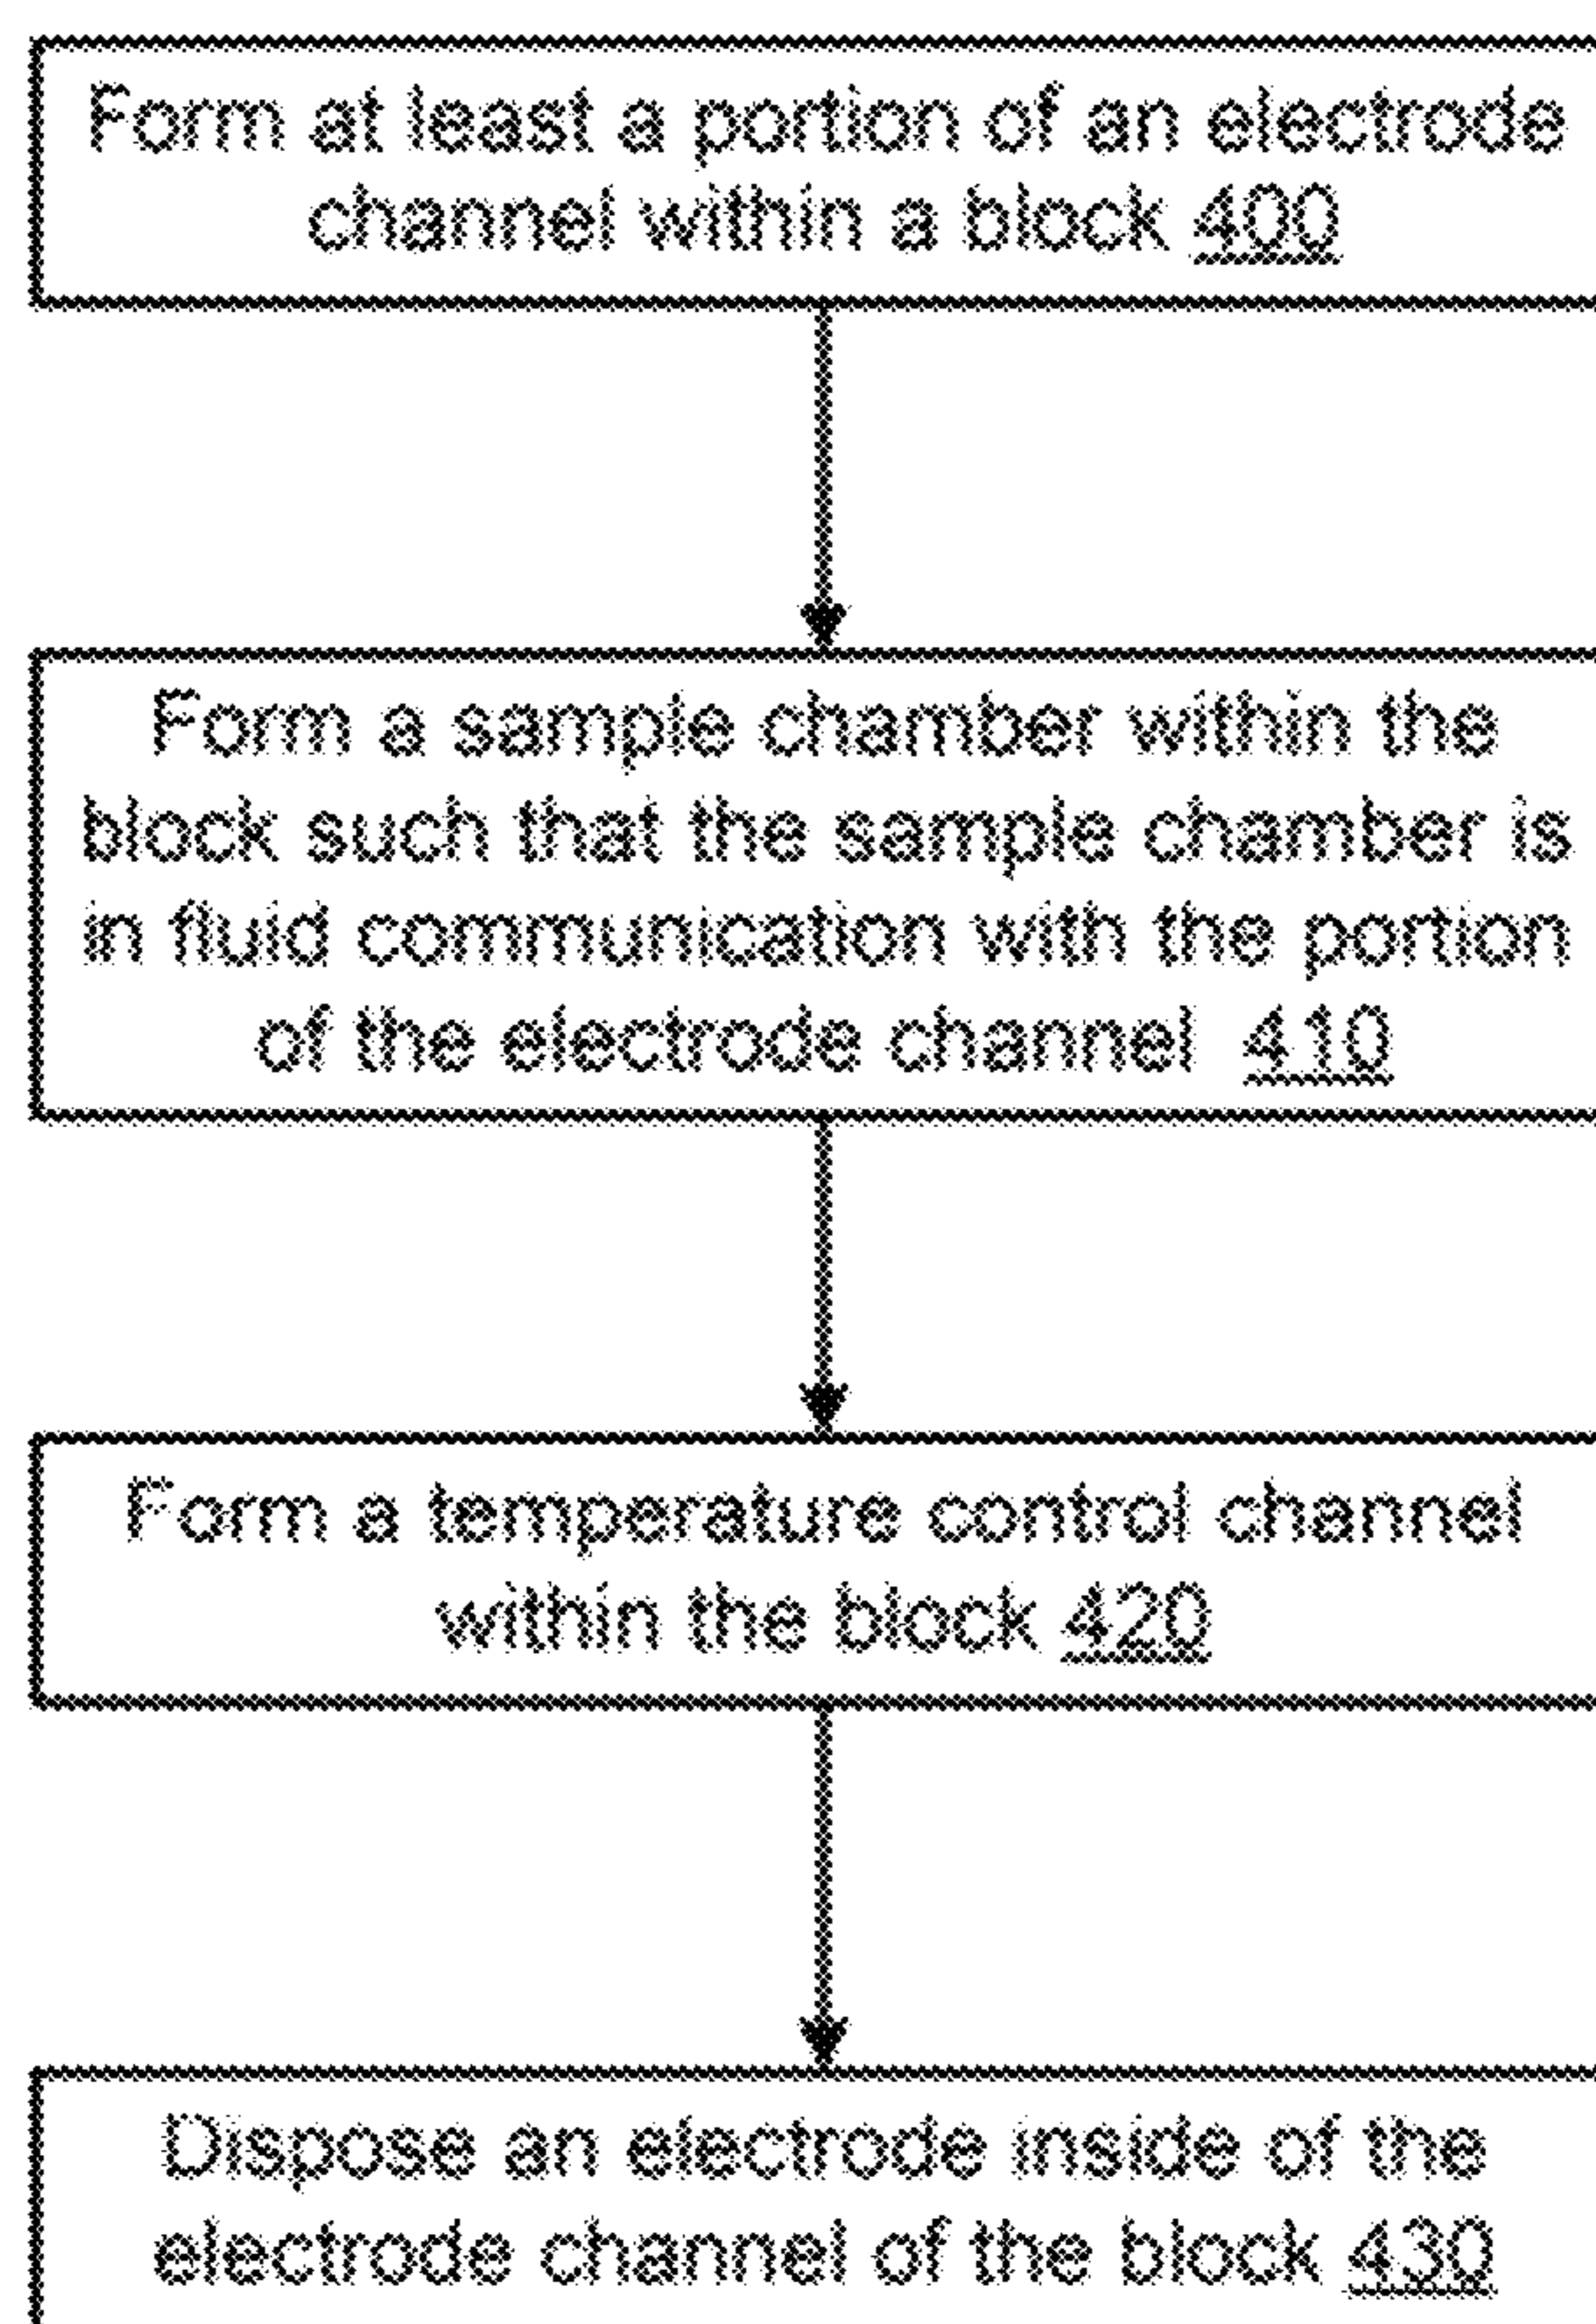 Form at least a portion of an electrode
channel within a block 400
Form a sample chamber within the
block such that the sample chamber is
in fluid communication with the portion
of the electrode channel 410
Form a temperature control channel
within the block 420
Dispose an electrode inside of the
electrode channel of the block 430